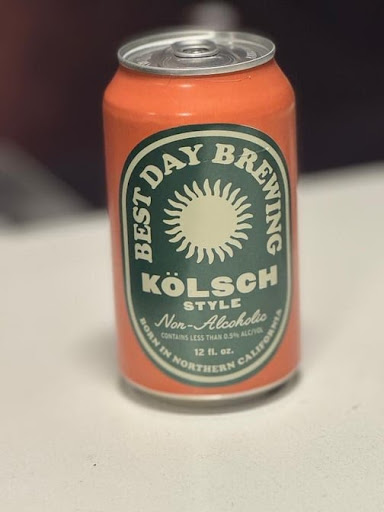 BEST DAY BREWING
KÖLSCH
STYLE
Non-Alcoholic
CONTAINS LESS THAN 0.5% ALC/VOL
12 fl. oz.
BORN IN NORTHERN CALIFORNIA